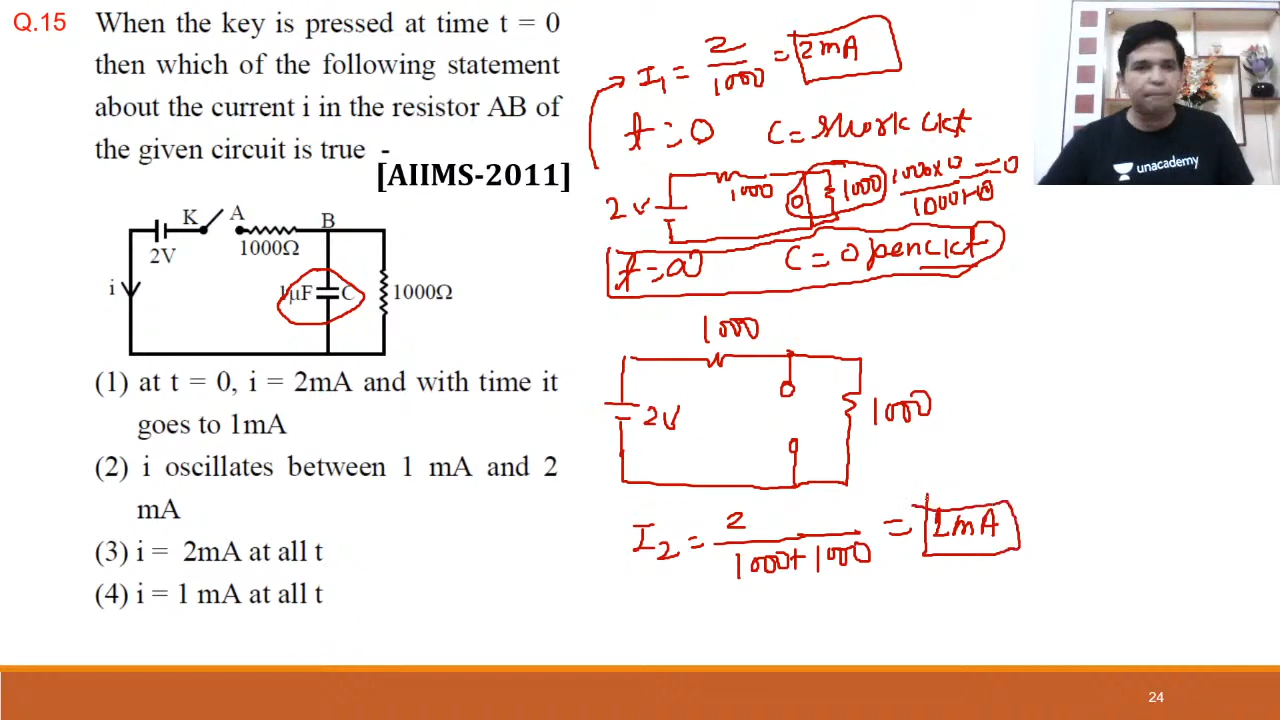 Q.15 When the key is pressed at time t = 0
then which of the following statement
about the current i in the resistor AB of
the given circuit is true -
[AIIMS-2011]
K A B
2V 1000Ω
i 1μF C 1000Ω
(1) at t = 0, i = 2mA and with time it
goes to 1mA
(2) i oscillates between 1 mA and 2
mA
(3) i = 2mA at all t
(4) i = 1 mA at all t
I₁ = 2/1000 = 2mA
t = 0 C = short ckt
2V 1000 0 1000 1000x0/1000+0 = 0
t = ∞ C = open ckt
1000
2V 1000
I₂ = 2/1000+1000 = 1mA
unacademy
24